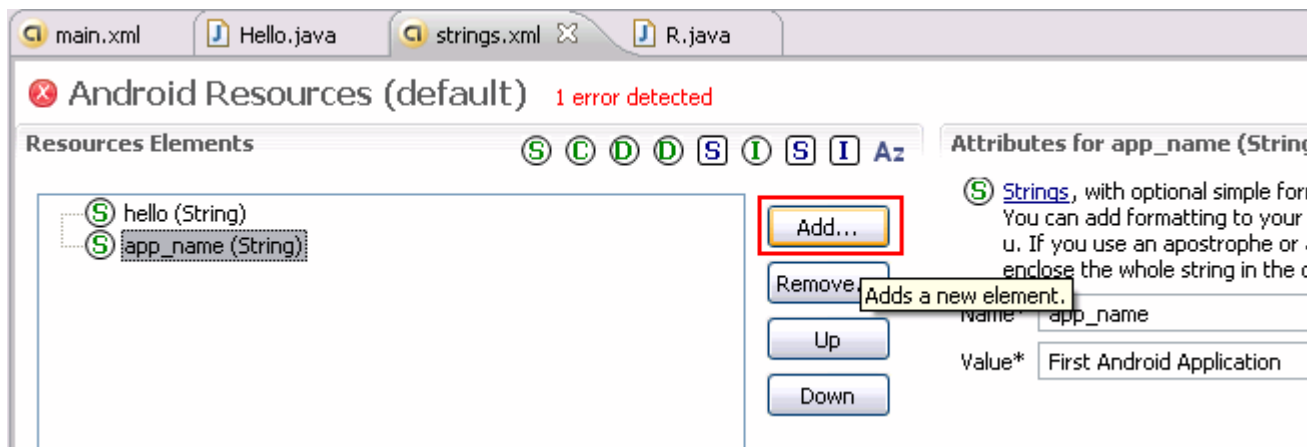 main.xml
Hello.java
strings.xml
R.java
Android Resources (default) 1 error detected
Resources Elements
S C D D S I S I Az
S hello (String)
S app_name (String)
Add...
Remove.
Adds a new element.
Up
Down
Attributes for app_name (String
S Strings, with optional simple for
You can add formatting to your
u. If you use an apostrophe or
enclose the whole string in the
Name* app_name
Value* First Android Application